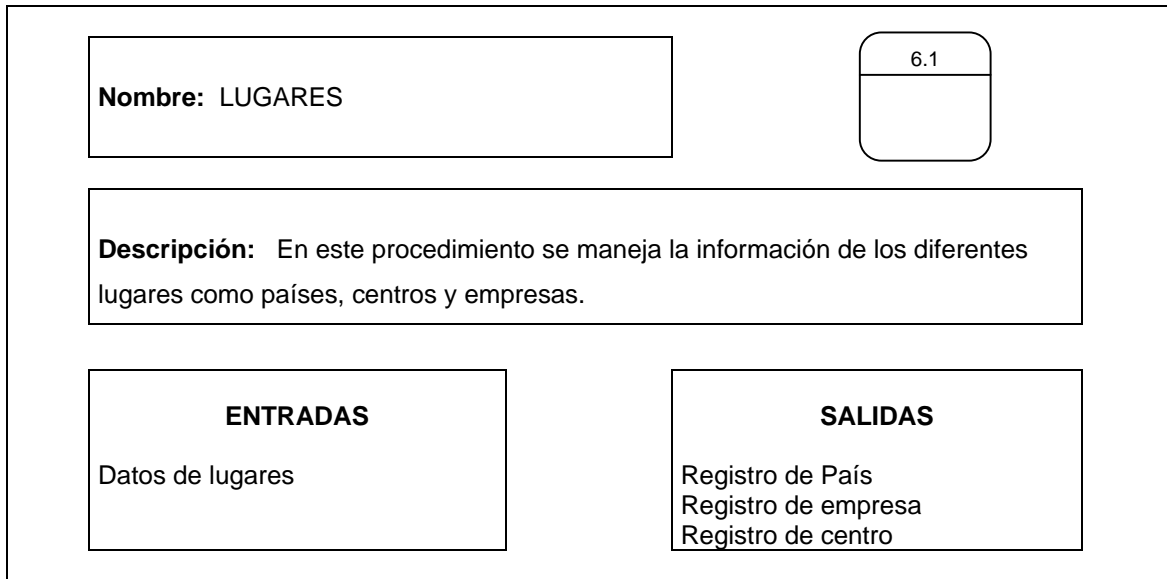 6.1
Nombre: LUGARES
Descripción: En este procedimiento se maneja la información de los diferentes
lugares como países, centros y empresas.
ENTRADAS
Datos de lugares
SALIDAS
Registro de País
Registro de empresa
Registro de centro